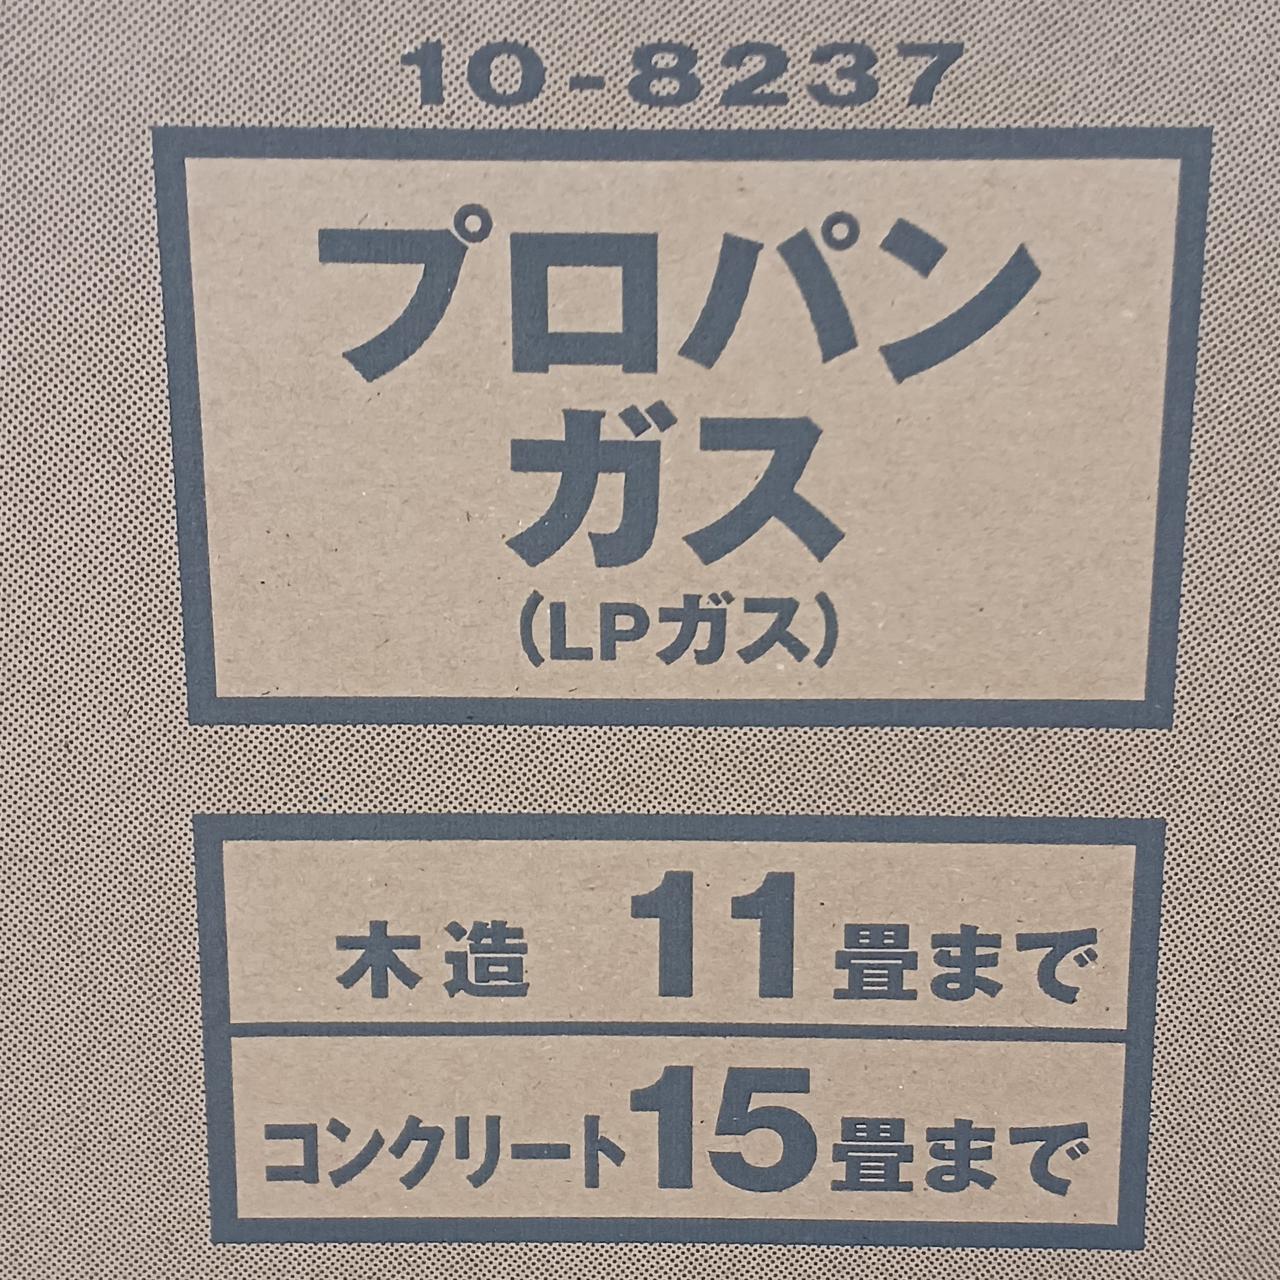 10-8237
プロパン
ガス
(LPガス)
木造 11畳まで
コンクリート15畳まで